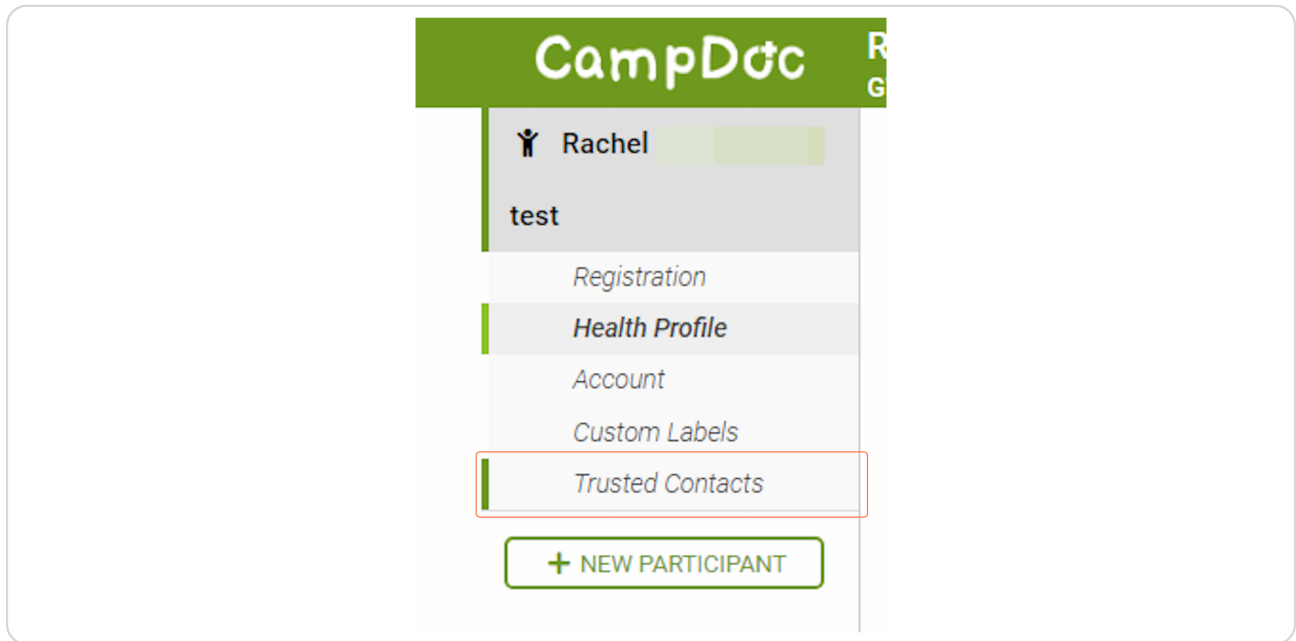 CampDoc
R
G
Rachel
test
Registration
Health Profile
Account
Custom Labels
Trusted Contacts
+ NEW PARTICIPANT